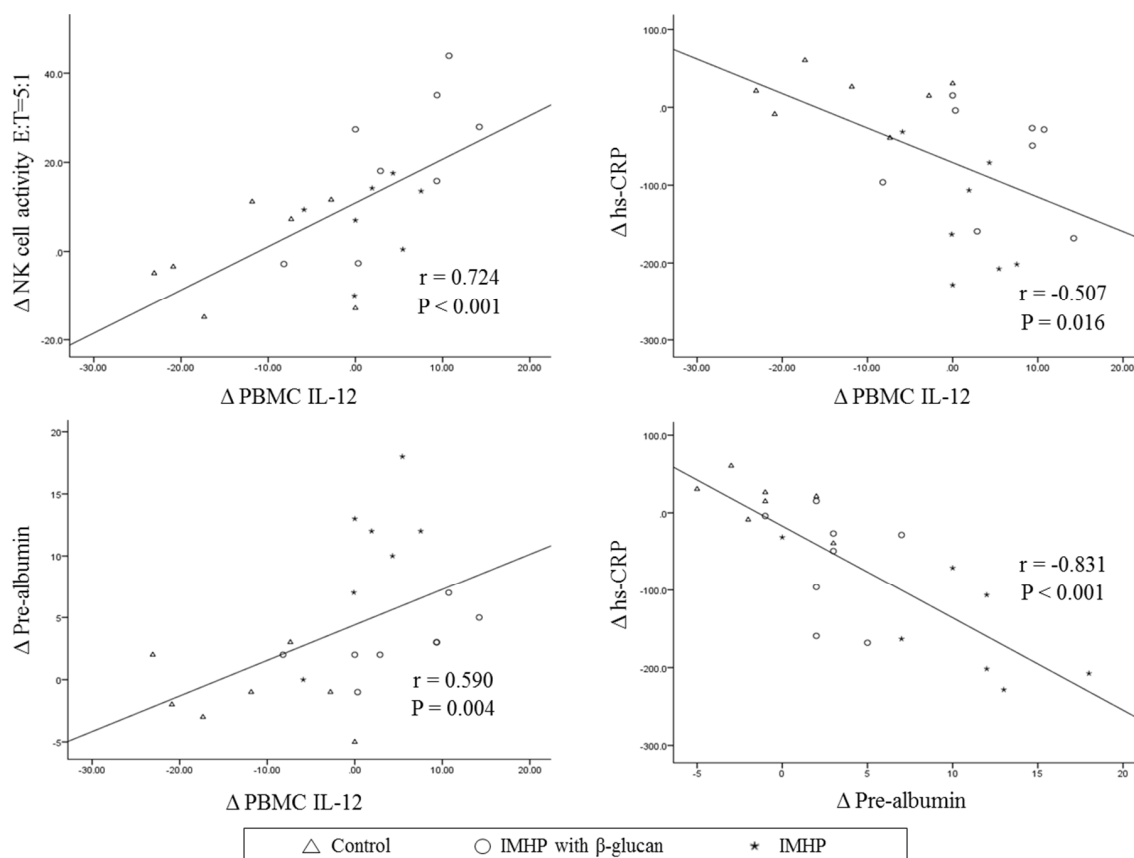 Δ NK cell activity E:T=5:1
40.0
20.0
.0
-20.0
r = 0.724
P < 0.001
-30.00 -20.00 -10.00 .00 10.00 20.00
Δ PBMC IL-12
Δ hs-CRP
100.0
.0
-100.0
-200.0
-300.0
r = -0.507
P = 0.016
-30.00 -20.00 -10.00 .00 10.00 20.00
Δ PBMC IL-12
Δ Pre-albumin
20
15
10
5
0
-5
r = 0.590
P = 0.004
-30.00 -20.00 -10.00 .00 10.00 20.00
Δ PBMC IL-12
Δ hs-CRP
100.0
.0
-100.0
-200.0
-300.0
r = -0.831
P < 0.001
-5 0 5 10 15 20
Δ Pre-albumin
Control IMHP with β-glucan IMHP